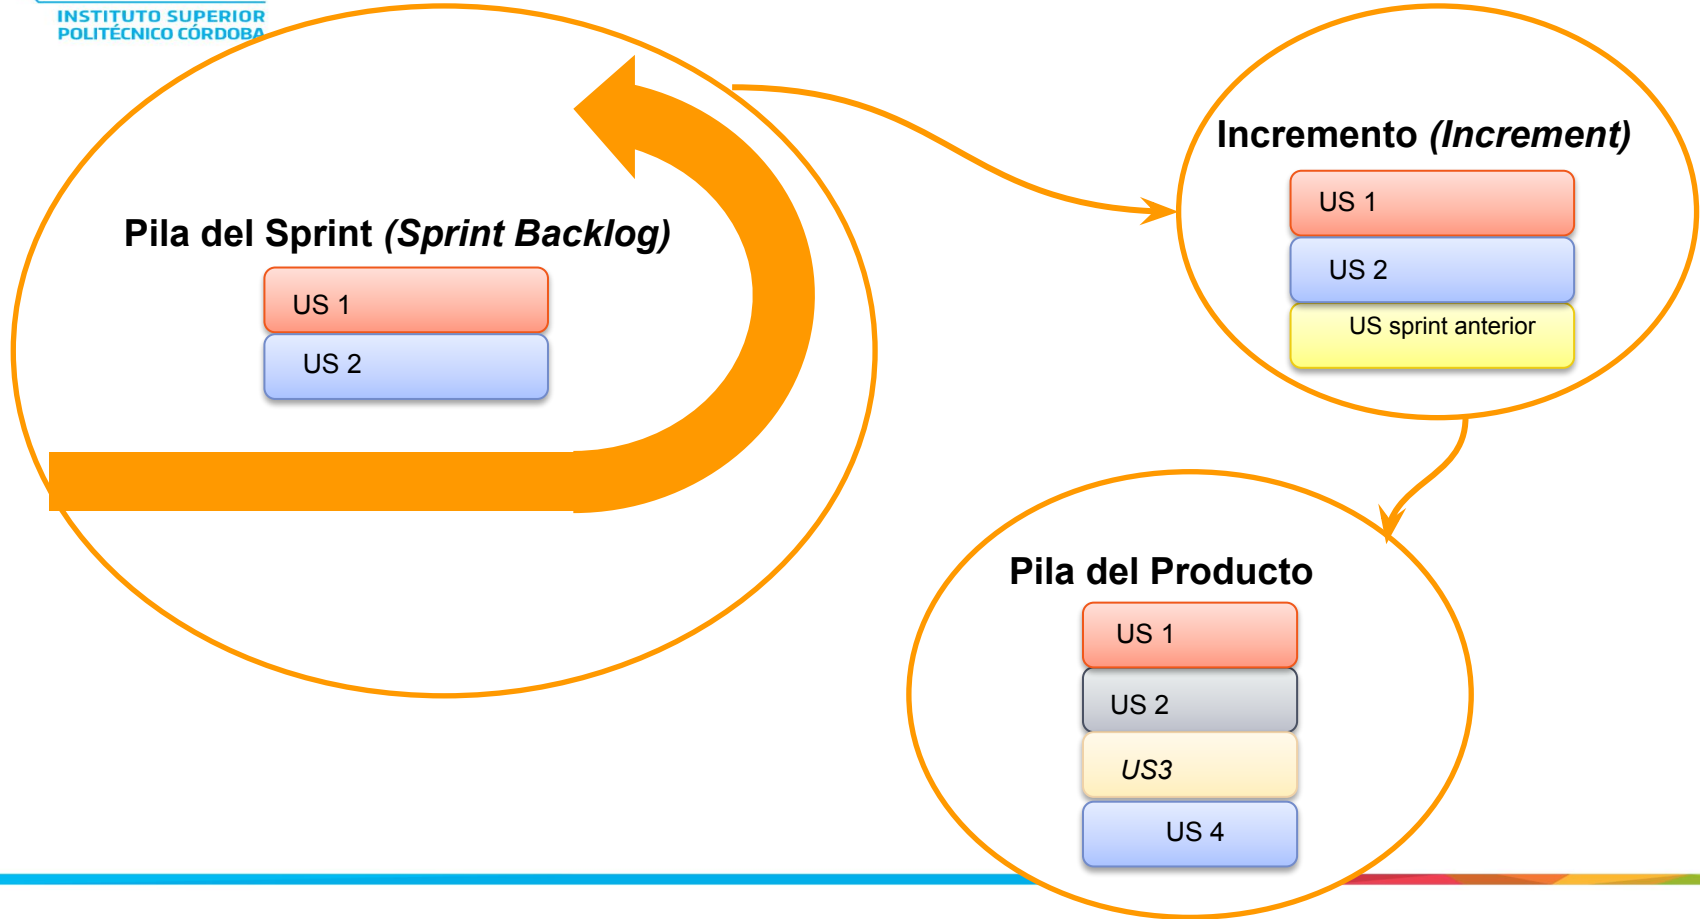 INSTITUTO SUPERIOR
POLITÉCNICO CÓRDOBA
Pila del Sprint (Sprint Backlog)
US 1
US 2
Incremento (Increment)
US 1
US 2
US sprint anterior
Pila del Producto
US 1
US 2
US3
US 4